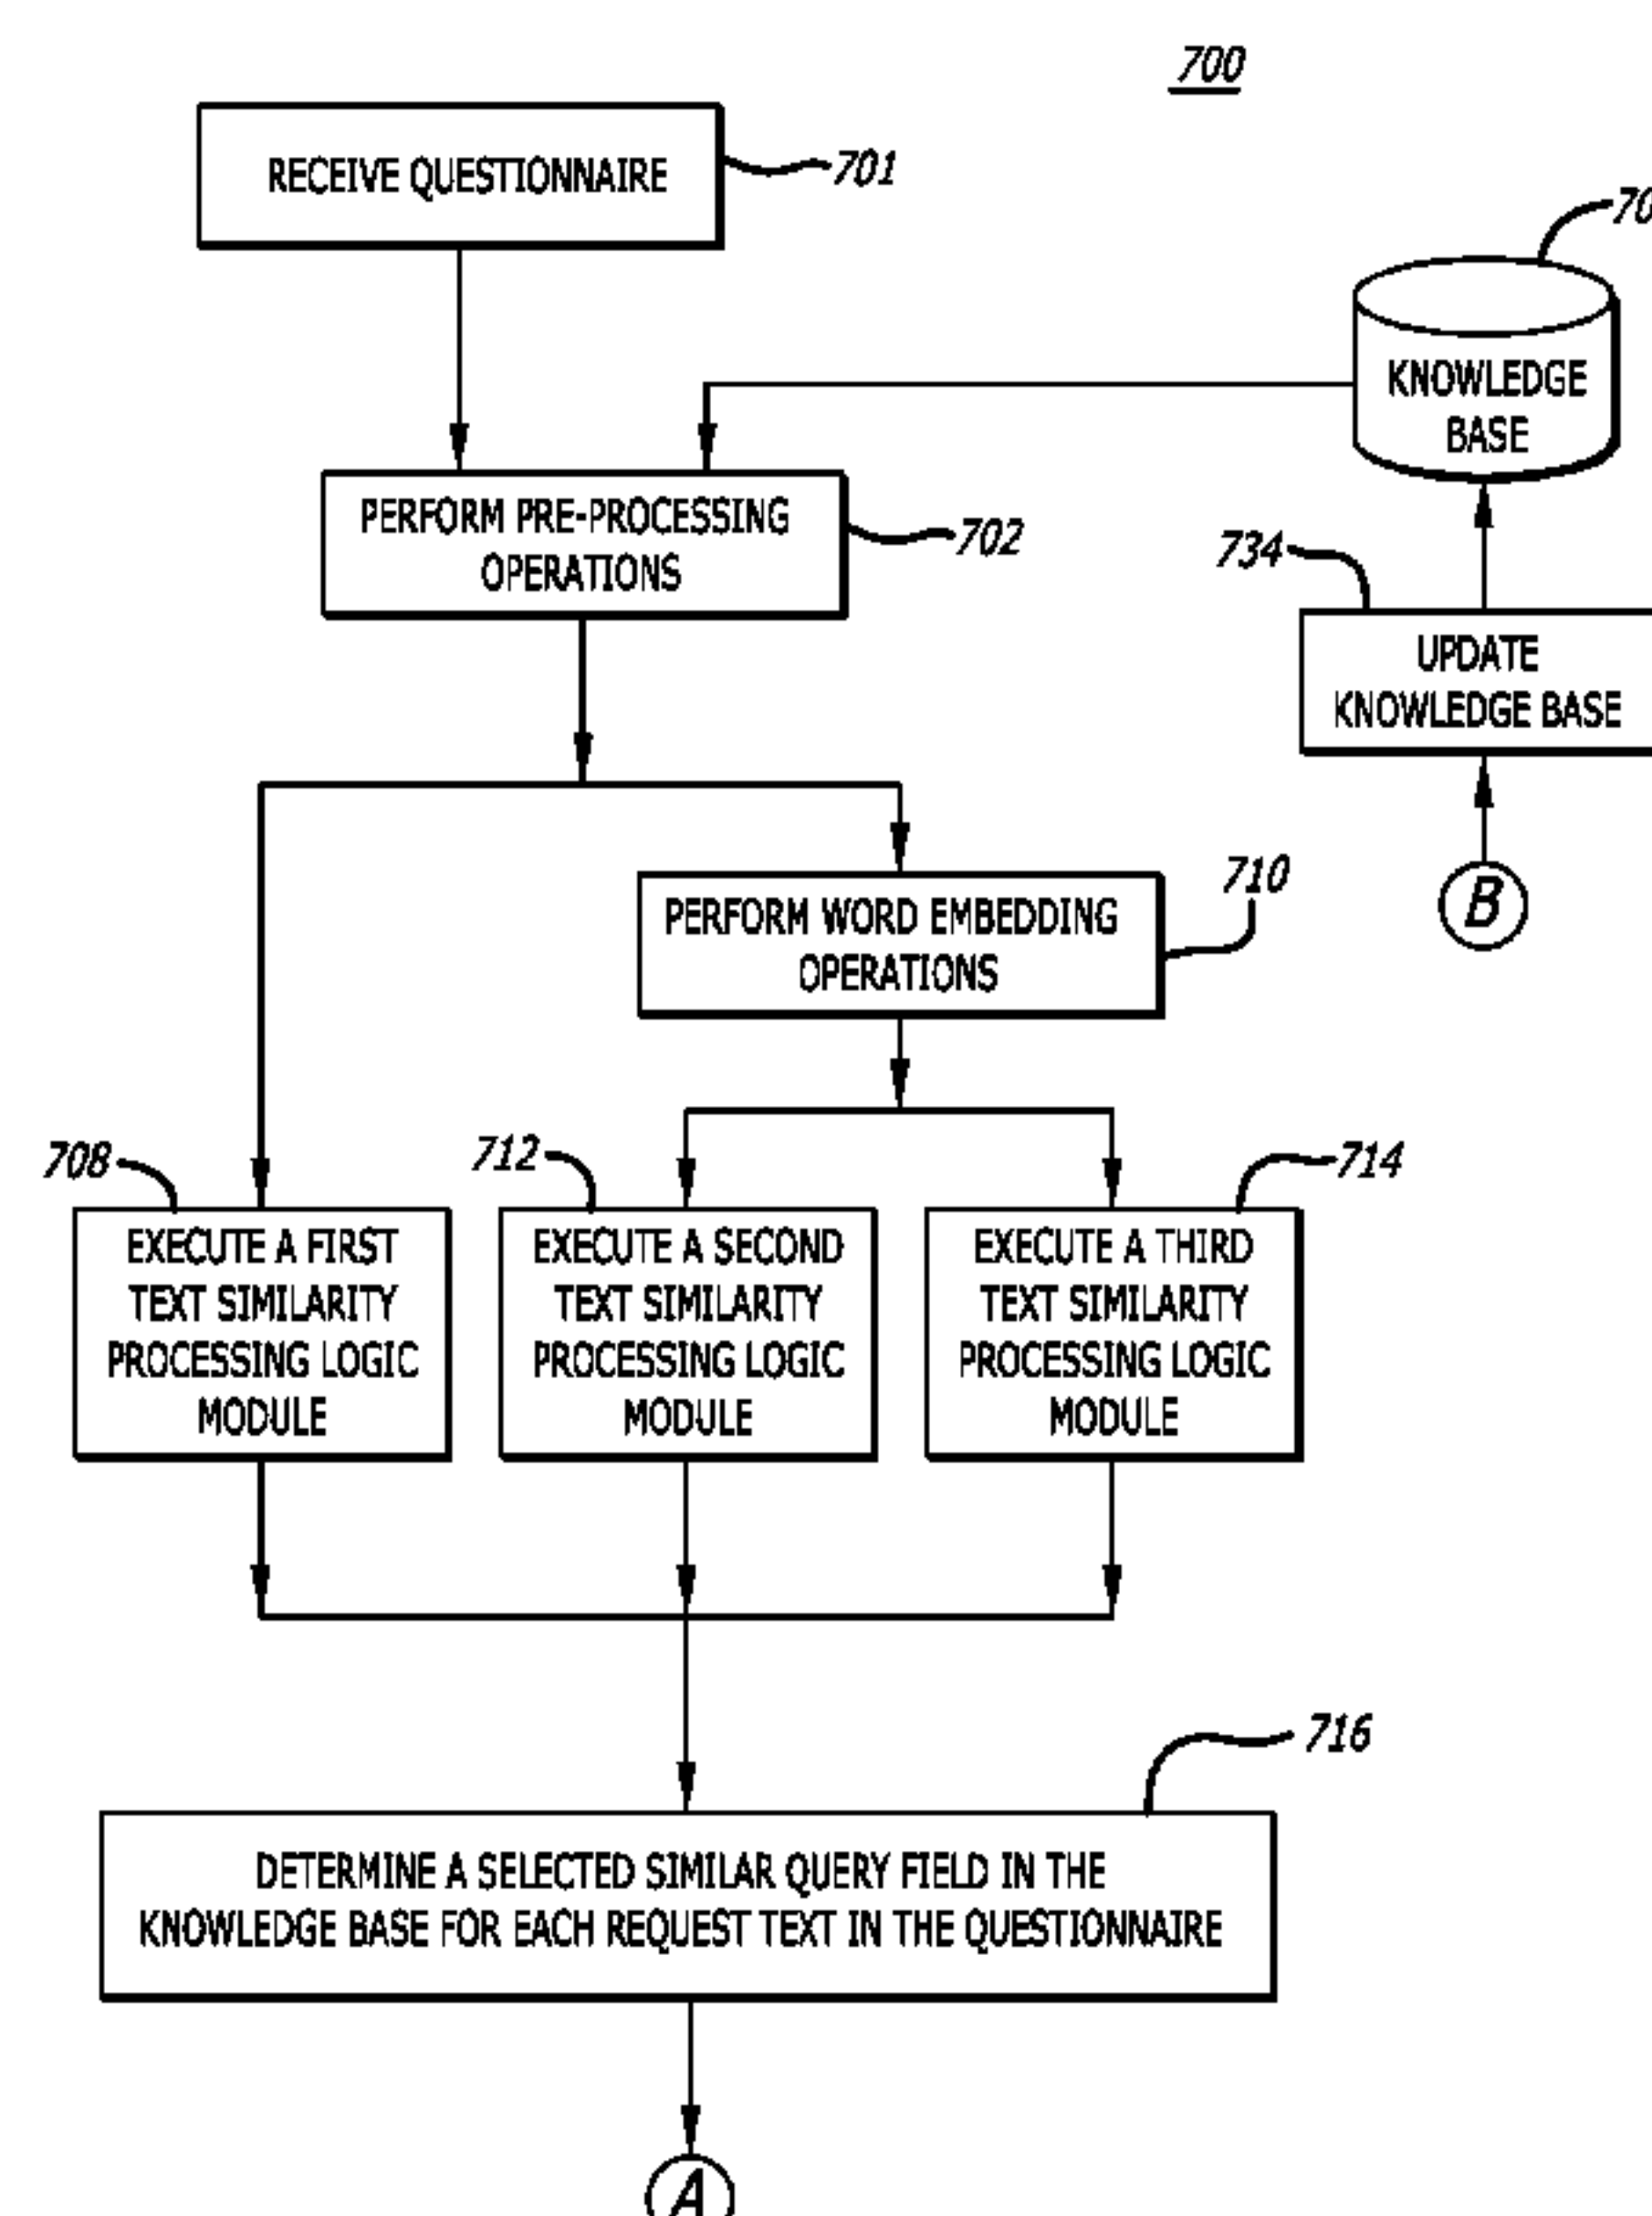 700
RECEIVE QUESTIONNAIRE
701
KNOWLEDGE
BASE
PERFORM PRE-PROCESSING
OPERATIONS
702
734
UPDATE
KNOWLEDGE BASE
B
PERFORM WORD EMBEDDING
OPERATIONS
710
708
EXECUTE A FIRST
TEXT SIMILARITY
PROCESSING LOGIC
MODULE
712
EXECUTE A SECOND
TEXT SIMILARITY
PROCESSING LOGIC
MODULE
714
EXECUTE A THIRD
TEXT SIMILARITY
PROCESSING LOGIC
MODULE
716
DETERMINE A SELECTED SIMILAR QUERY FIELD IN THE
KNOWLEDGE BASE FOR EACH REQUEST TEXT IN THE QUESTIONNAIRE
A